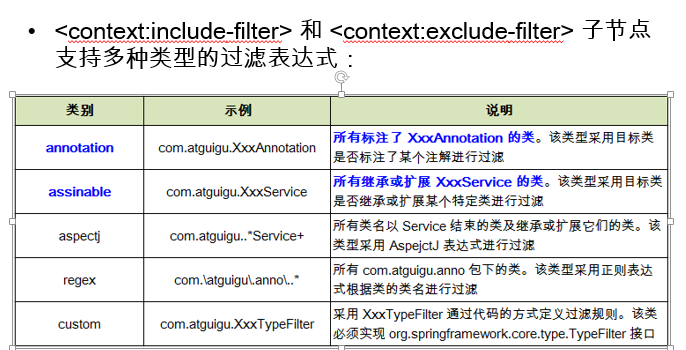 • <context:include-filter> 和 <context:exclude-filter> 子节点
支持多种类型的过滤表达式：
类别 示例 说明
annotation com.atguigu.XxxAnnotation 所有标注了 XxxAnnotation 的类。该类型采用目标类
是否标注了某个注解进行过滤
assinable com.atguigu.XxxService 所有继承或扩展 XxxService 的类。该类型采用目标类
是否继承或扩展某个特定类进行过滤
aspectj com.atguigu..*Service+ 所有类名以 Service 结束的类及继承或扩展它们的类。该
类型采用 AspejctJ 表达式进行过滤
regex com.\atguigu\.anno\..* 所有 com.atguigu.anno 包下的类。该类型采用正则表达
式根据类的类名进行过滤
custom com.atguigu.XxxTypeFilter 采用 XxxTypeFilter 通过代码的方式定义过滤规则。该类
必须实现 org.springframework.core.type.TypeFilter 接口